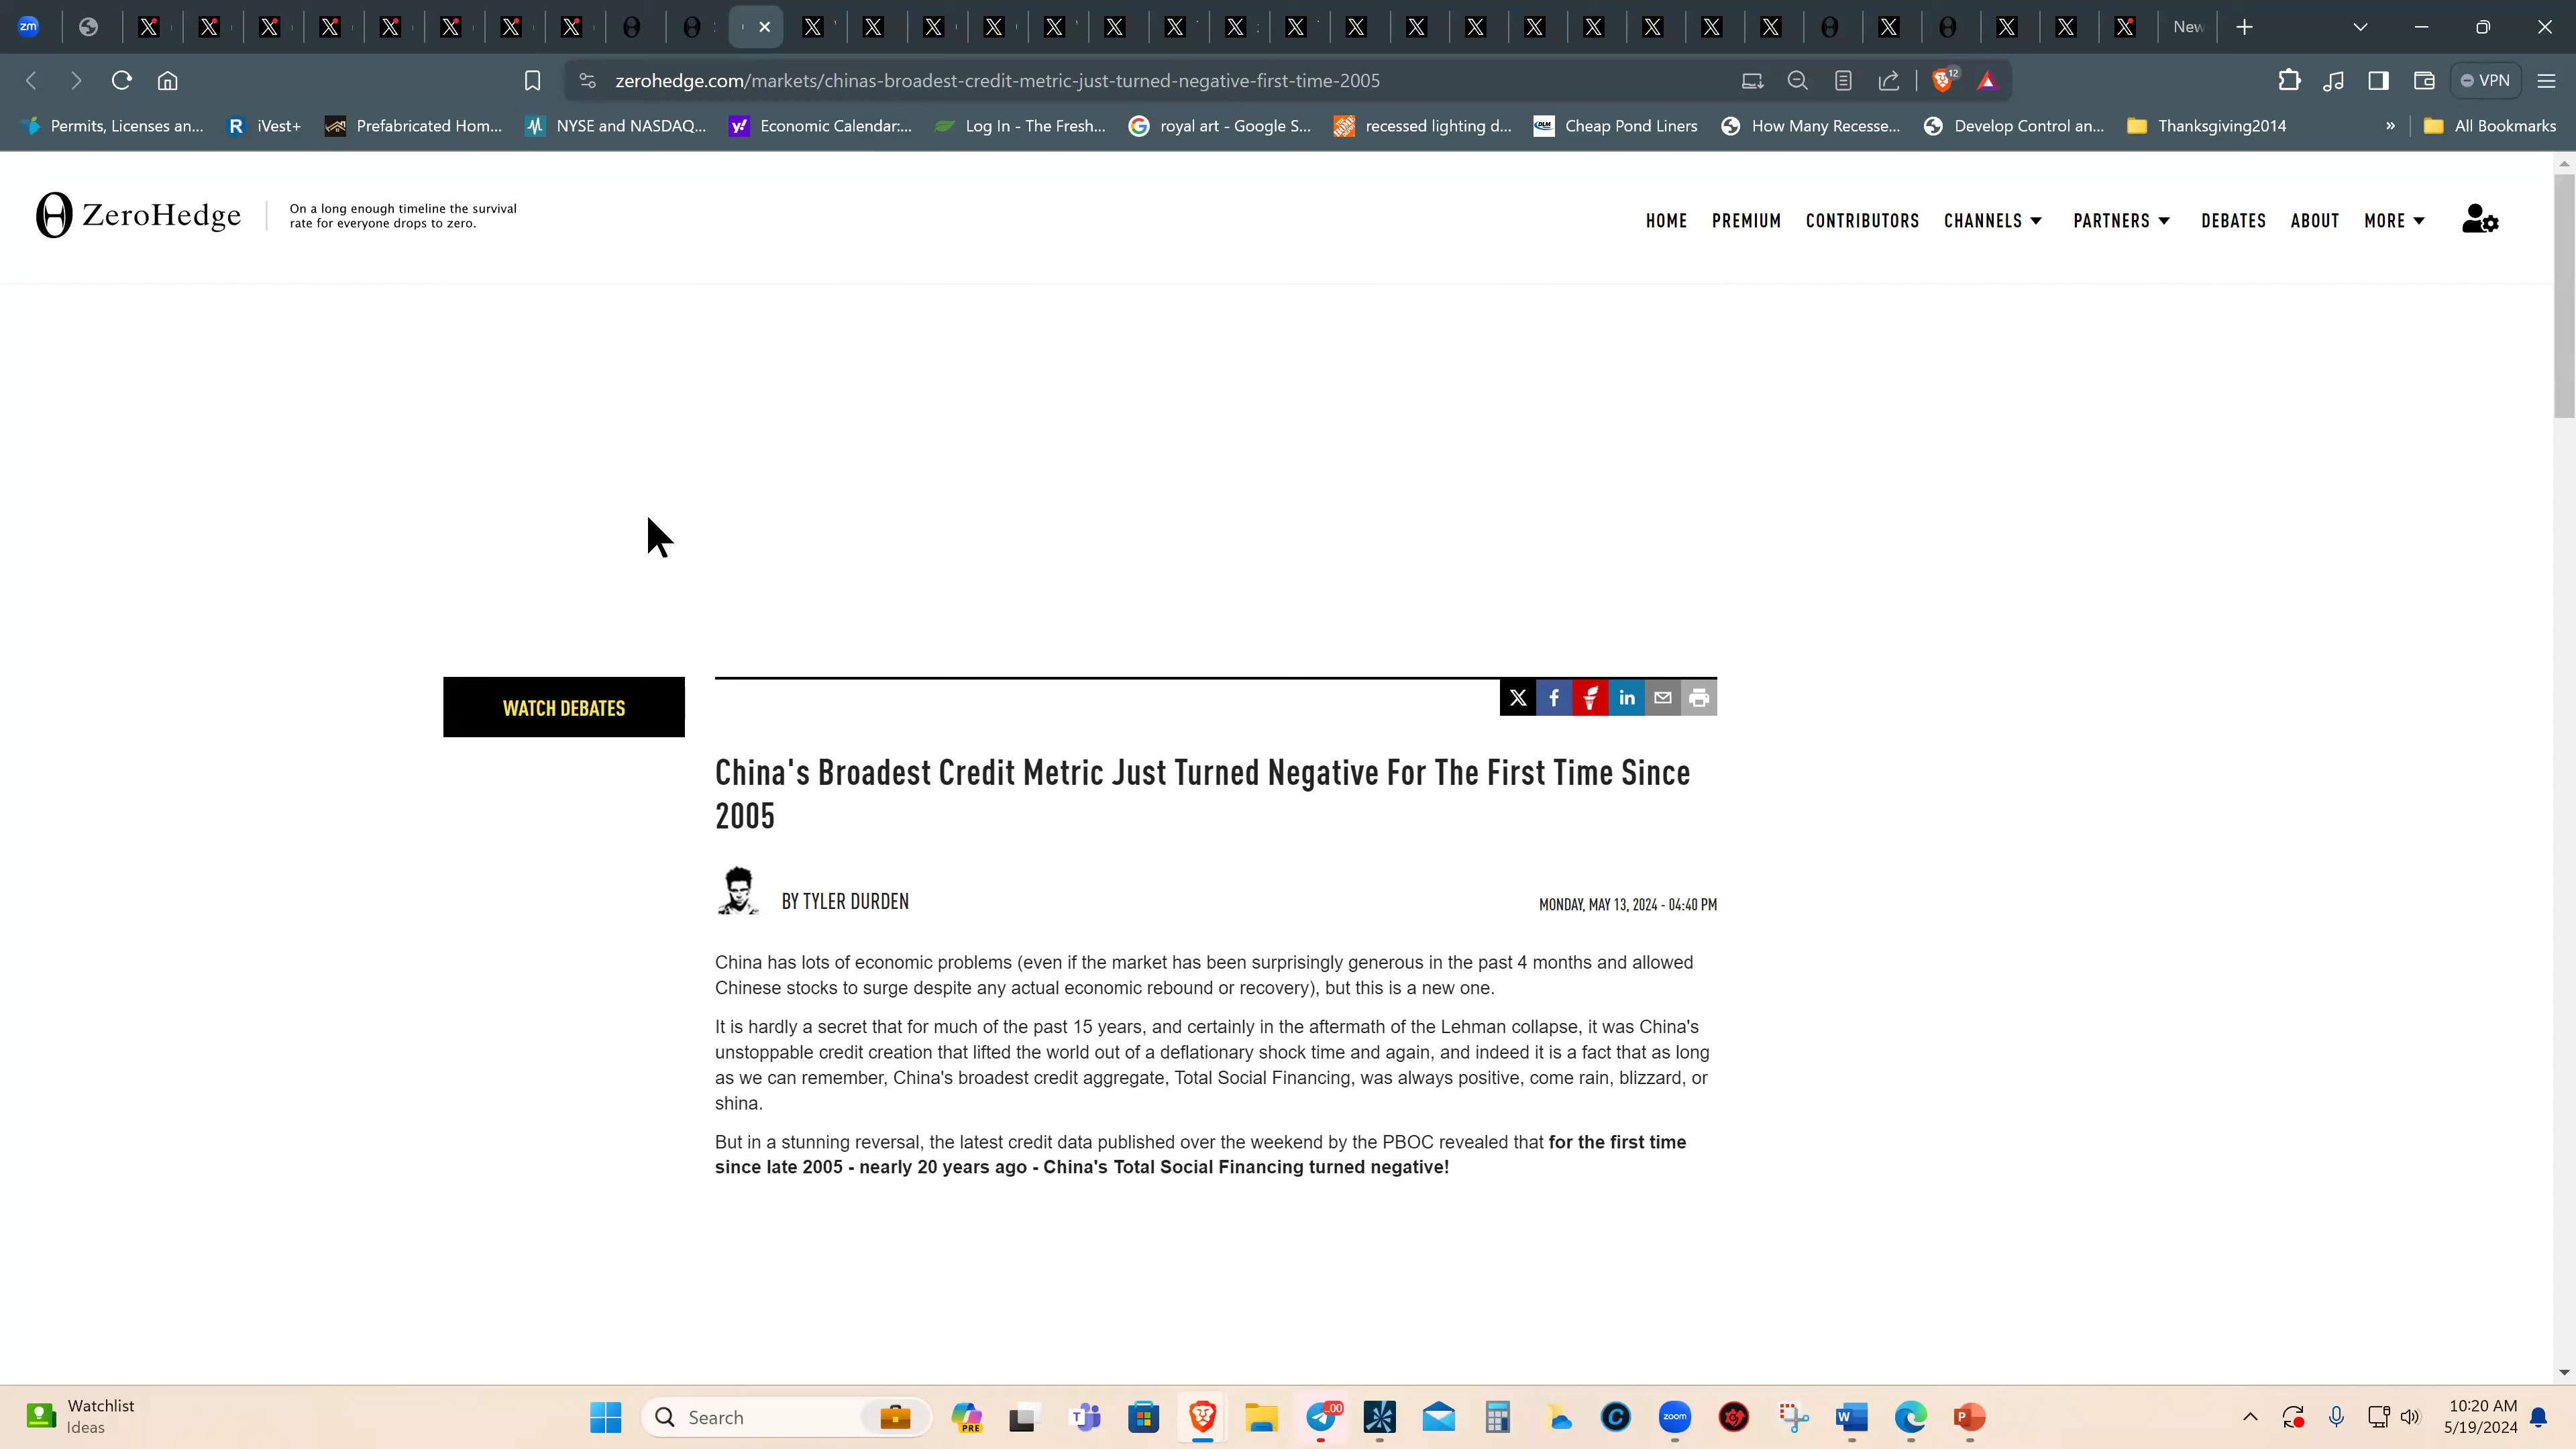 zm
New
zerohedge.com/markets/chinas-broadest-credit-metric-just-turned-negative-first-time-2005
12
VPN
Permits, Licenses an...
R iVest+
Prefabricated Hom...
NYSE and NASDAQ...
y! Economic Calendar:...
Log In - The Fresh...
G royal art - Google S...
recessed lighting d...
DLM Cheap Pond Liners
How Many Recesse...
Develop Control an...
Thanksgiving2014
»
All Bookmarks
ZeroHedge
On a long enough timeline the survival
rate for everyone drops to zero.
HOME PREMIUM CONTRIBUTORS CHANNELS PARTNERS DEBATES ABOUT MORE
WATCH DEBATES
X f in
China's Broadest Credit Metric Just Turned Negative For The First Time Since
2005
BY TYLER DURDEN
MONDAY, MAY 13, 2024 - 04:40 PM
China has lots of economic problems (even if the market has been surprisingly generous in the past 4 months and allowed
Chinese stocks to surge despite any actual economic rebound or recovery), but this is a new one.
It is hardly a secret that for much of the past 15 years, and certainly in the aftermath of the Lehman collapse, it was China's
unstoppable credit creation that lifted the world out of a deflationary shock time and again, and indeed it is a fact that as long
as we can remember, China's broadest credit aggregate, Total Social Financing, was always positive, come rain, blizzard, or
shina.
But in a stunning reversal, the latest credit data published over the weekend by the PBOC revealed that for the first time
since late 2005 - nearly 20 years ago - China's Total Social Financing turned negative!
Watchlist
Ideas
Search
PRE
T
.00
C
zoom
W
P
10:20 AM
5/19/2024